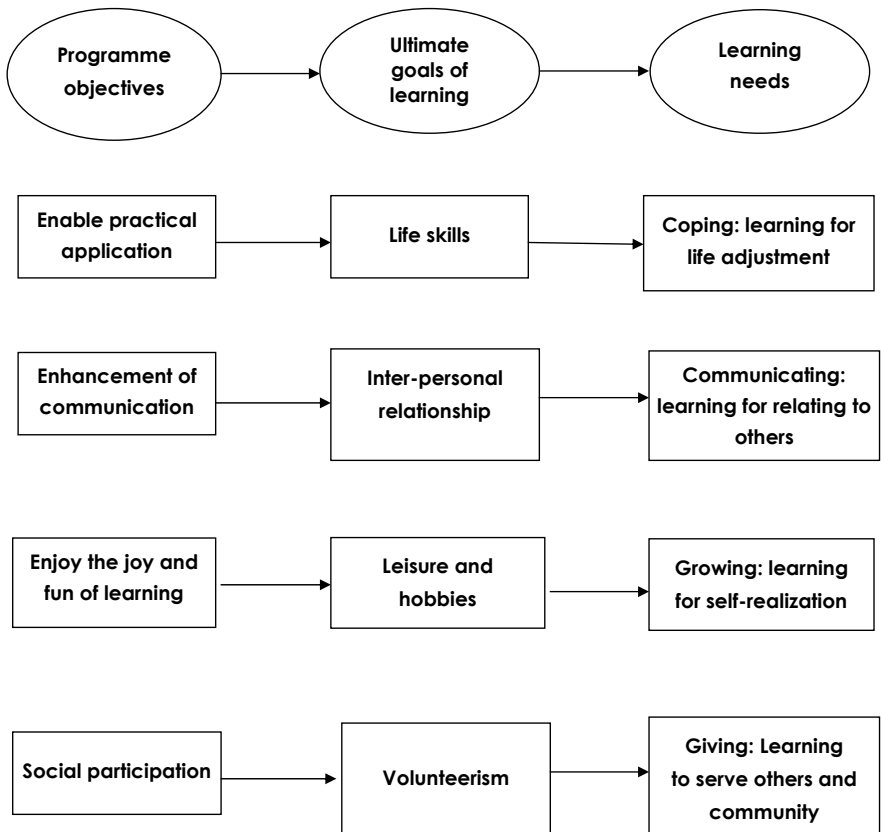 Programme
objectives
Ultimate
goals of
learning
Learning
needs
Enable practical
application
Life skills
Coping: learning for
life adjustment
Enhancement of
communication
Inter-personal
relationship
Communicating:
learning for relating to
others
Enjoy the joy and
fun of learning
Leisure and
hobbies
Growing: learning
for self-realization
Social participation
Volunteerism
Giving: Learning
to serve others and
community